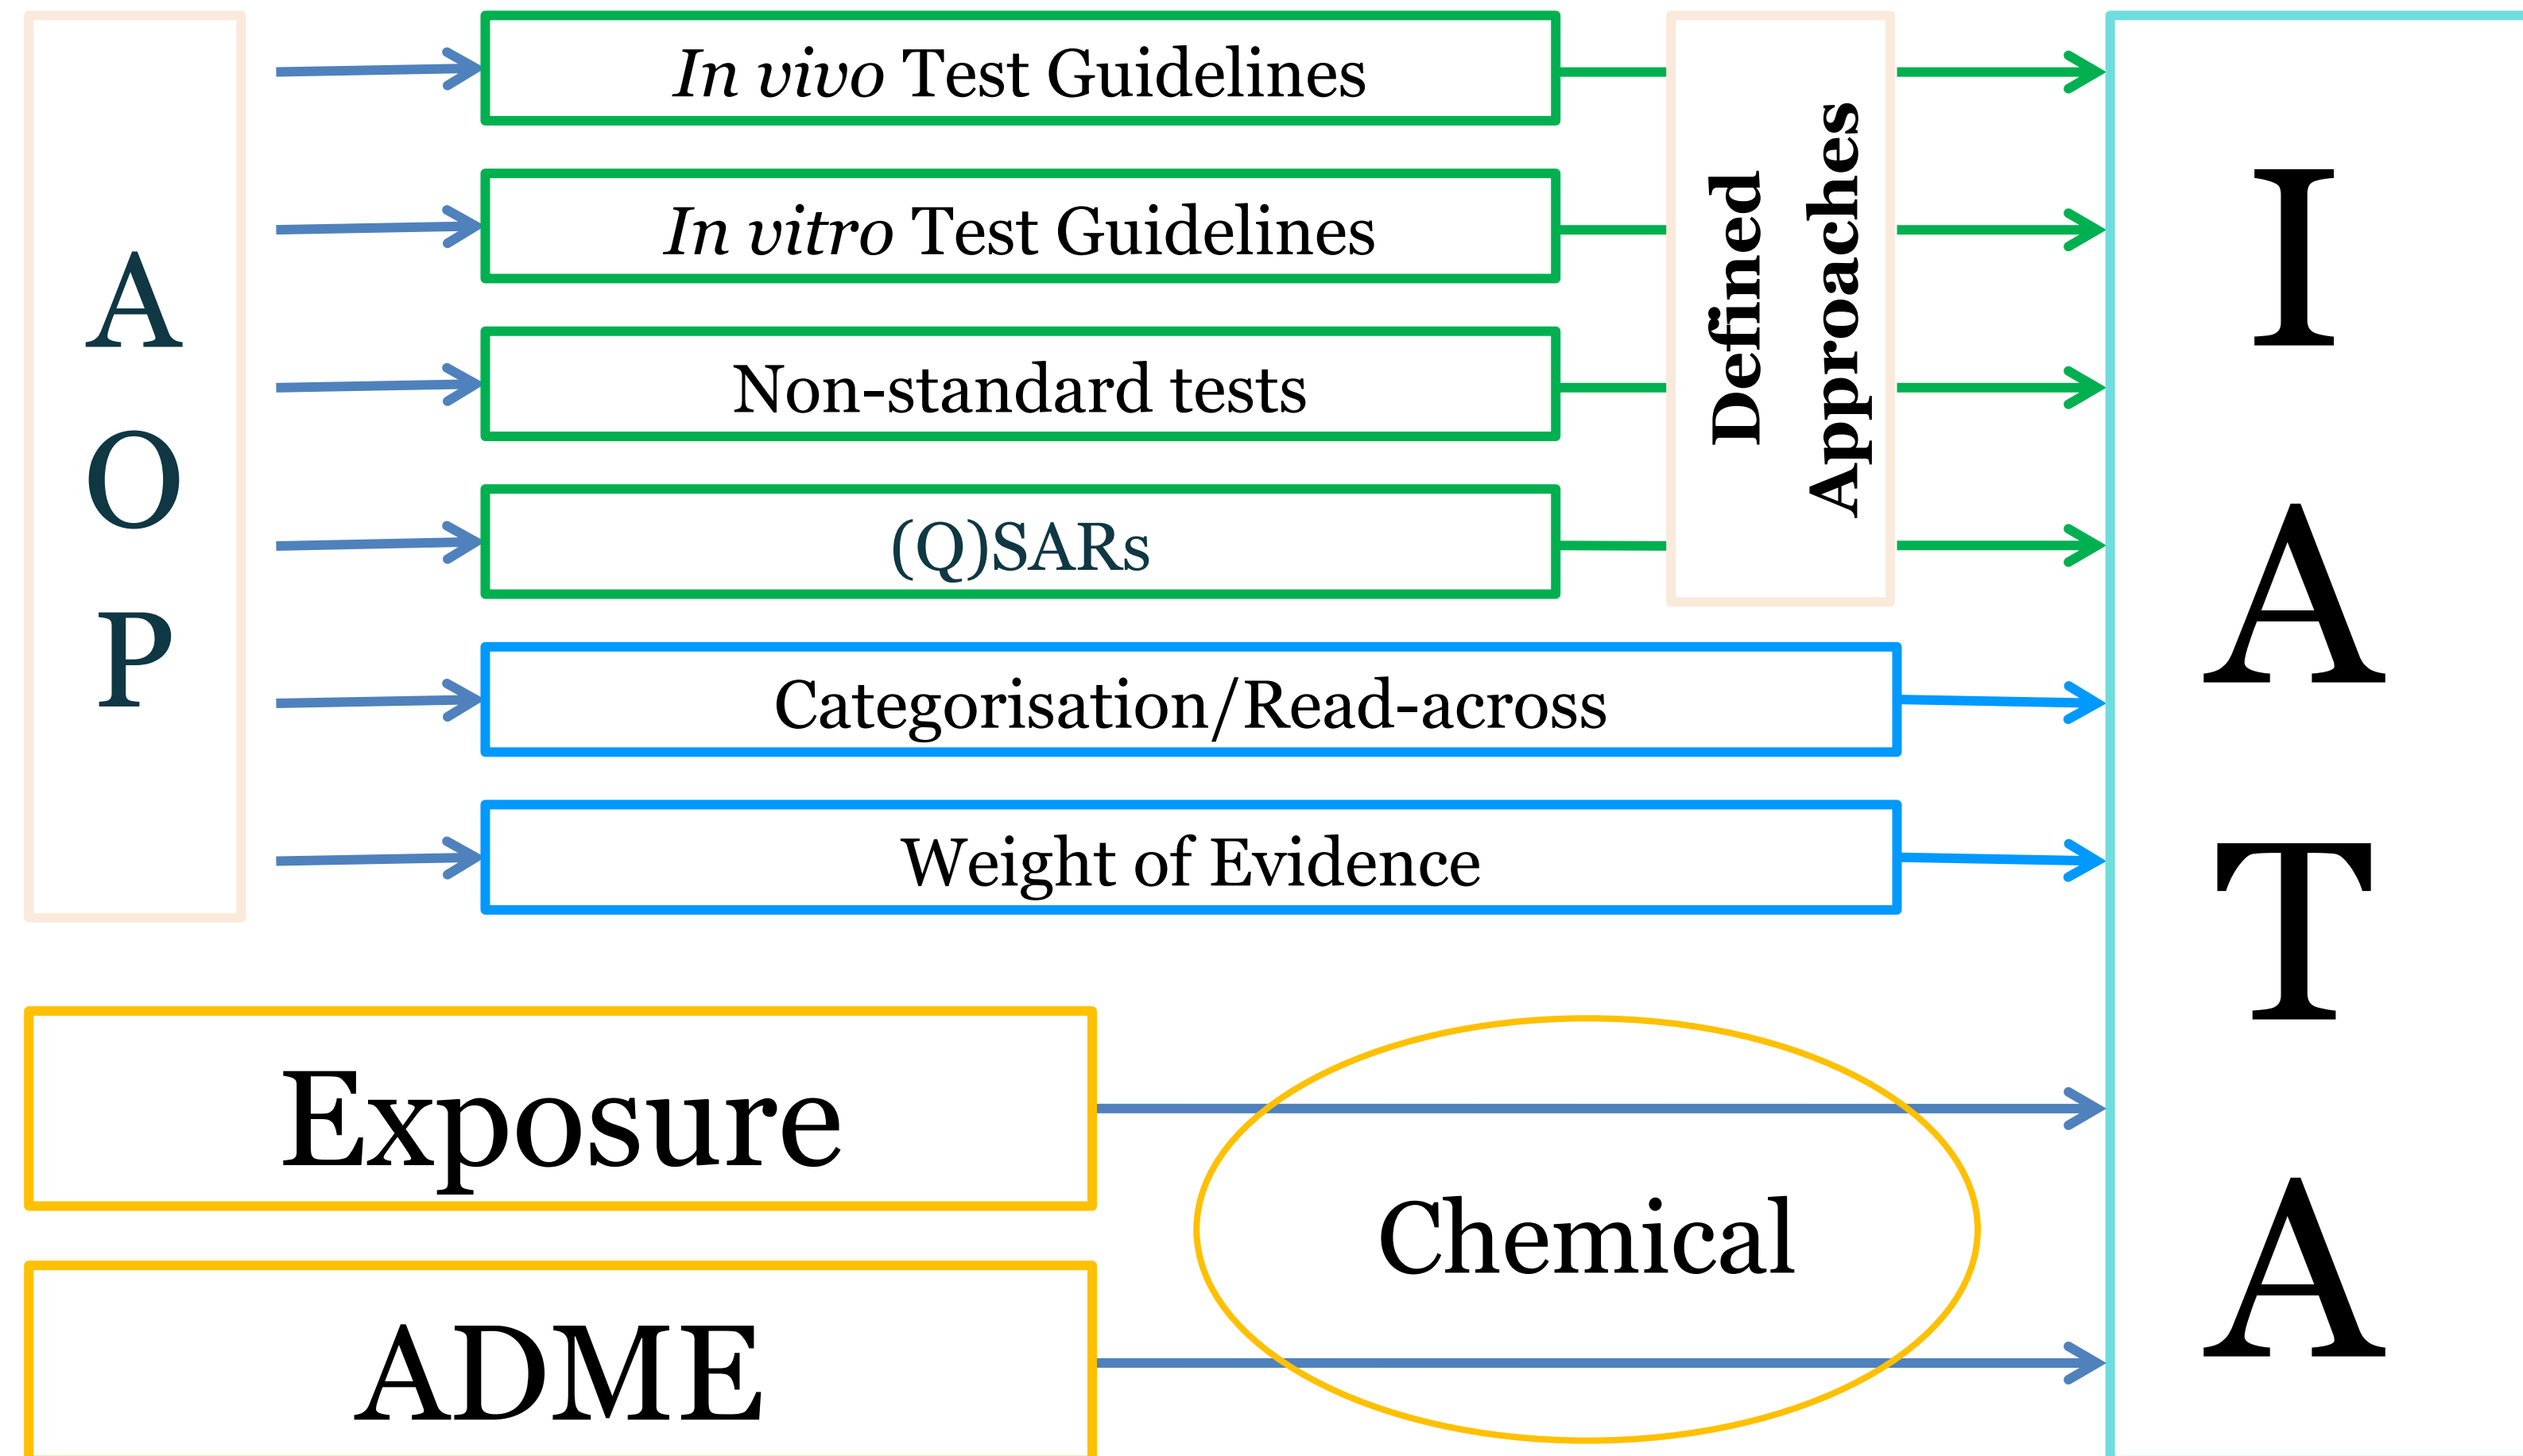 A
O
P
In vivo Test Guidelines
In vitro Test Guidelines
Non-standard tests
(Q)SARs
Categorisation/Read-across
Weight of Evidence
Defined
Approaches
Exposure
ADME
Chemical
I
A
T
A